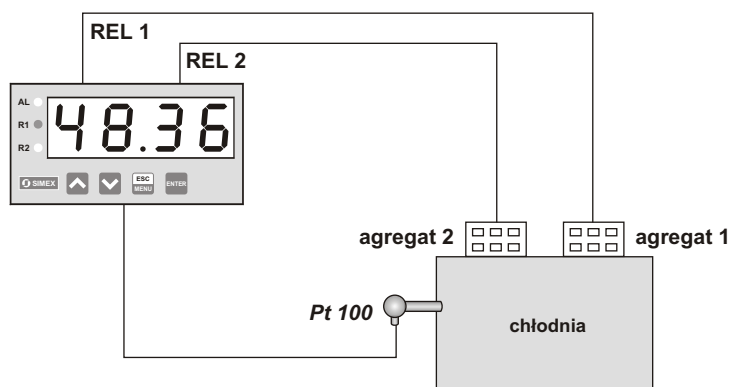 REL 1
REL 2
AL
R1
R2
48.36
SIMEX
ESC
MENU
ENTER
agregat 2
agregat 1
Pt 100
chłodnia